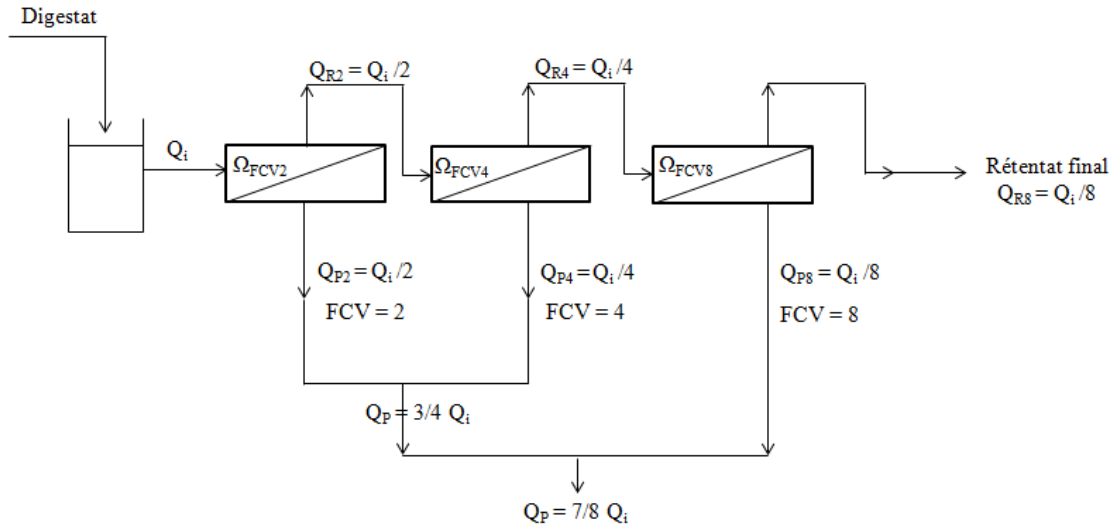 Digestat
Q_R2 = Q_i /2
Q_R4 = Q_i /4
Q_i
Ω_FCV2
Ω_FCV4
Ω_FCV8
Rétentat final
Q_R8 = Q_i /8
Q_P2 = Q_i /2
FCV = 2
Q_P4 = Q_i /4
FCV = 4
Q_P8 = Q_i /8
FCV = 8
Q_P = 3/4 Q_i
Q_P = 7/8 Q_i